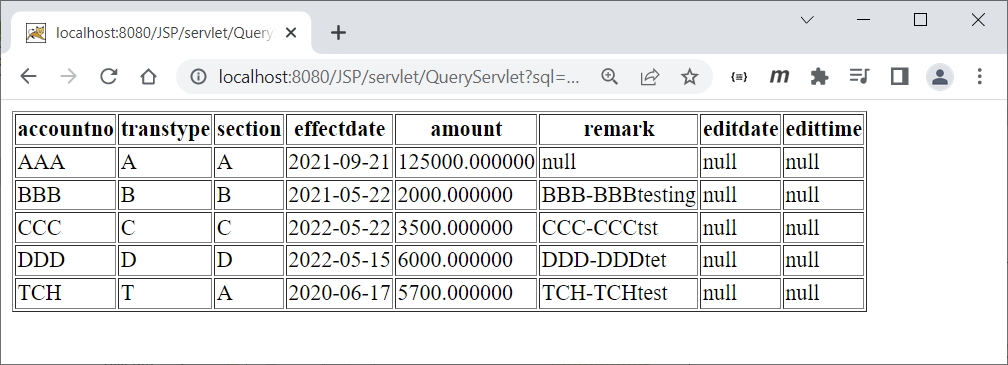 localhost:8080/JSP/servlet/Query
localhost:8080/JSP/servlet/QueryServlet?sql=...
accountno transtype section effectdate amount remark editdate edittime
AAA A A 2021-09-21 125000.000000 null null null
BBB B B 2021-05-22 2000.000000 BBB-BBBtesting null null
CCC C C 2022-05-22 3500.000000 CCC-CCCtst null null
DDD D D 2022-05-15 6000.000000 DDD-DDDtet null null
TCH T A 2020-06-17 5700.000000 TCH-TCHtest null null